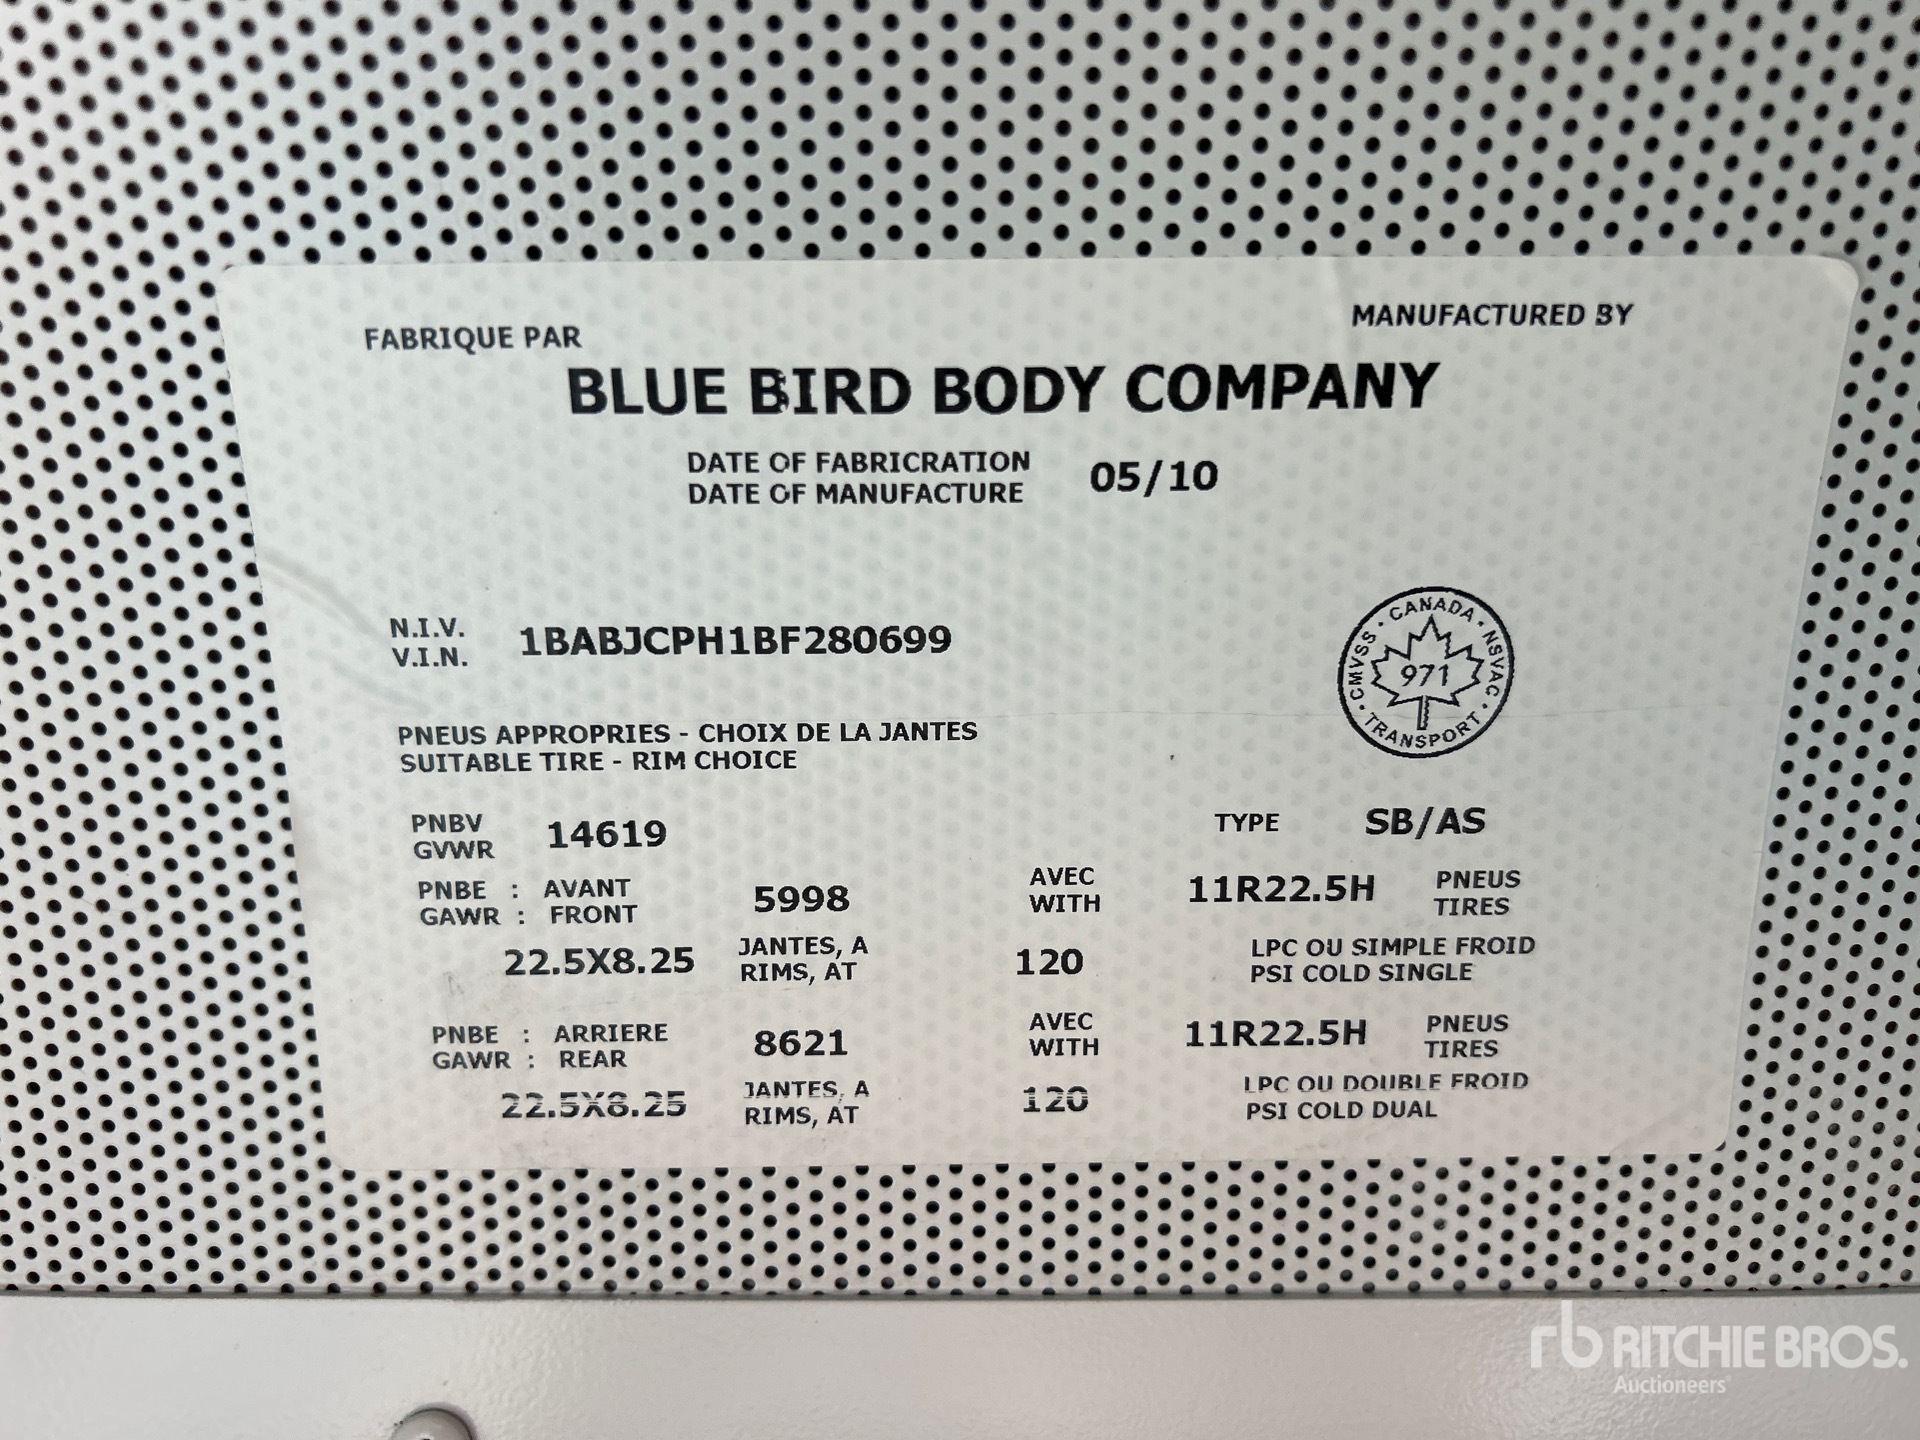 FABRIQUE PAR MANUFACTURED BY
BLUE BIRD BODY COMPANY
DATE OF FABRICRATION
DATE OF MANUFACTURE 05/10
N.I.V.
V.I.N. 1BABJCPH1BF280699
CANADA · NSVAC · TRANSPORT · CMVSS ·
971
PNEUS APPROPRIES - CHOIX DE LA JANTES
SUITABLE TIRE - RIM CHOICE
PNBV
GVWR 14619 TYPE SB/AS
PNBE : AVANT
GAWR : FRONT 5998
AVEC
WITH 11R22.5H
PNEUS
TIRES
22.5X8.25
JANTES, A
RIMS, AT 120
LPC OU SIMPLE FROID
PSI COLD SINGLE
PNBE : ARRIERE
GAWR : REAR 8621
AVEC
WITH 11R22.5H
PNEUS
TIRES
22.5X8.25
JANTES, A
RIMS, AT 120
LPC OU DOUBLE FROID
PSI COLD DUAL
rb RITCHIE BROS.
Auctioneers